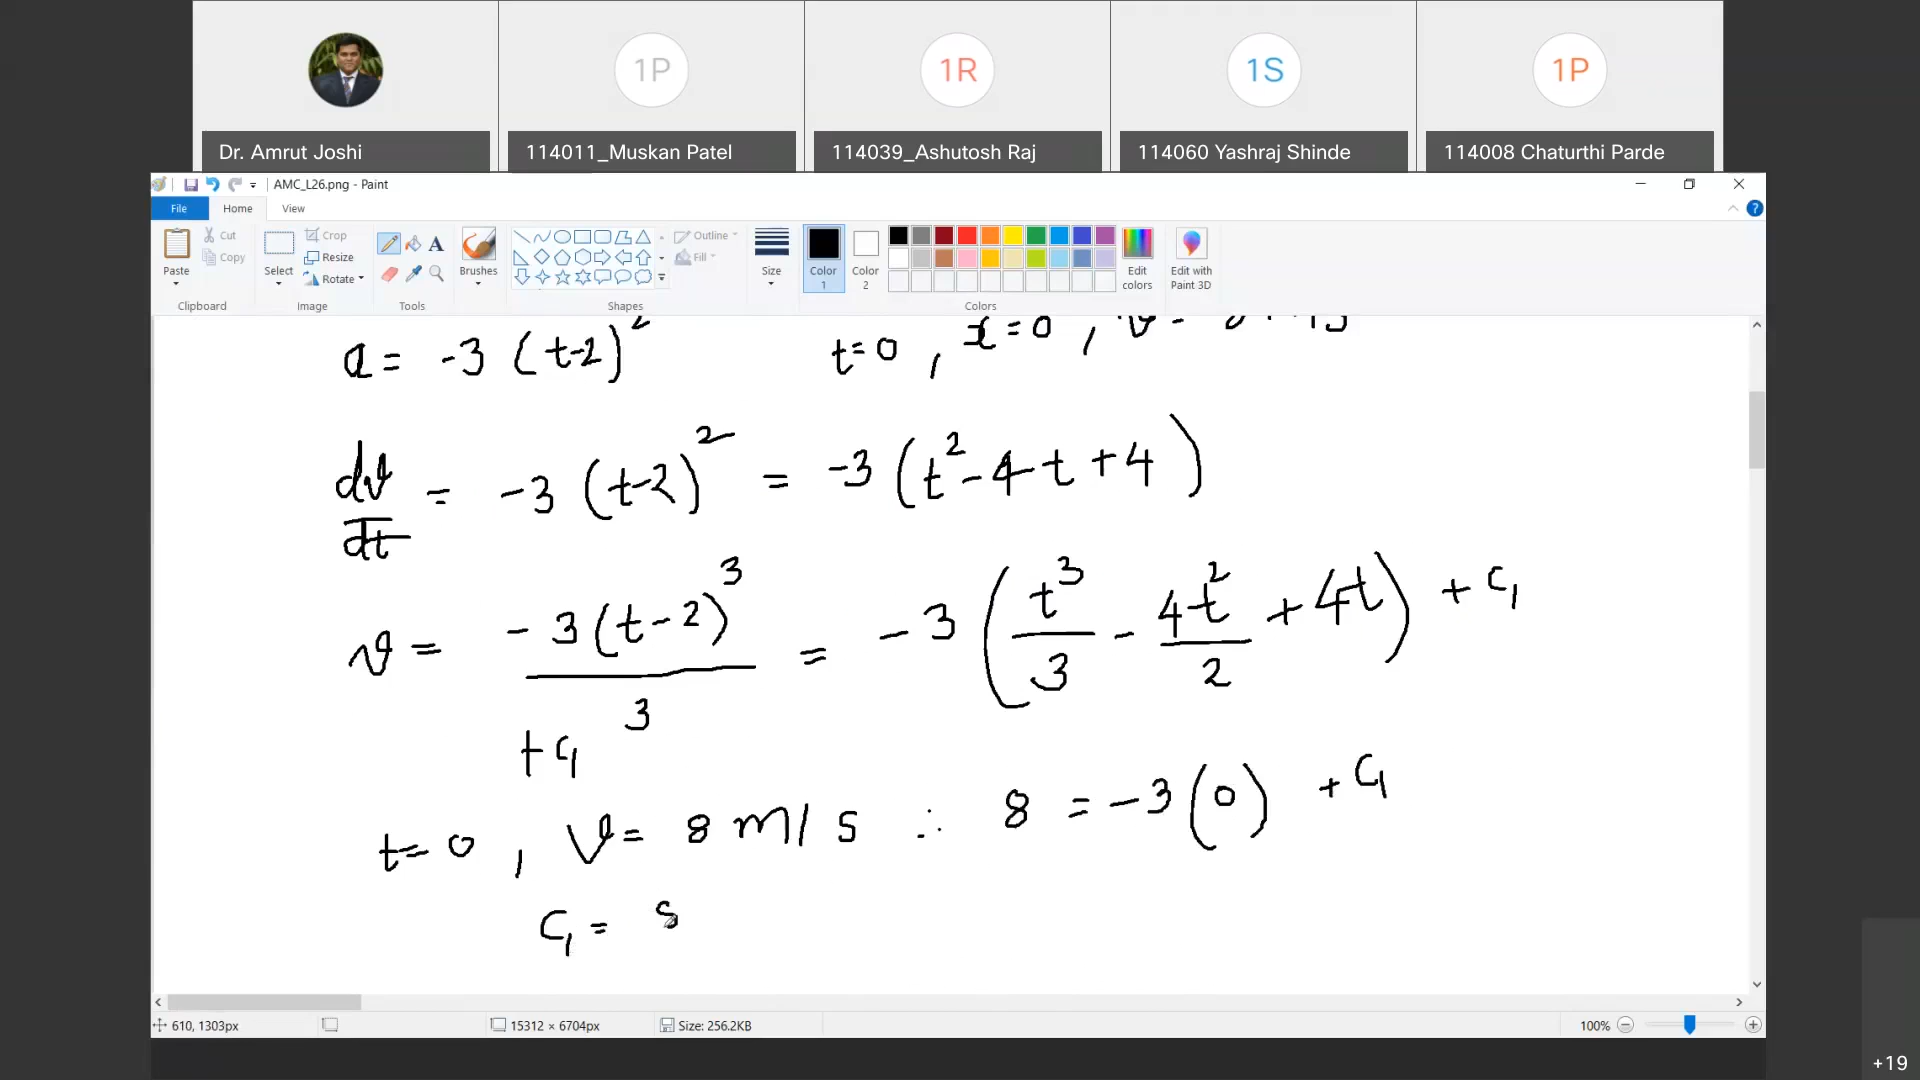 1P 1R 1S 1P
Dr. Amrut Joshi 114011_Muskan Patel 114039_Ashutosh Raj 114060 Yashraj Shinde 114008 Chaturthi Parde
AMC_L26.png - Paint
File Home View
Paste Cut Copy Select Crop Resize Rotate A Brushes Outline Fill Size Color 1 Color 2 Edit colors Edit with Paint 3D
Clipboard Image Tools Shapes Colors
a = -3 (t-2)² t=0 , x=0 ,
dv/dt = -3 (t-2)² = -3 (t² - 4t + 4)
v = -3(t-2)³/3 + C₁ = -3 (t³/3 - 4t²/2 + 4t) + C₁
t=0 , v= 8 m/s ∴ 8 = -3 (0) + C₁
C₁ =
610, 1303px 15312 × 6704px Size: 256.2KB 100%
+19